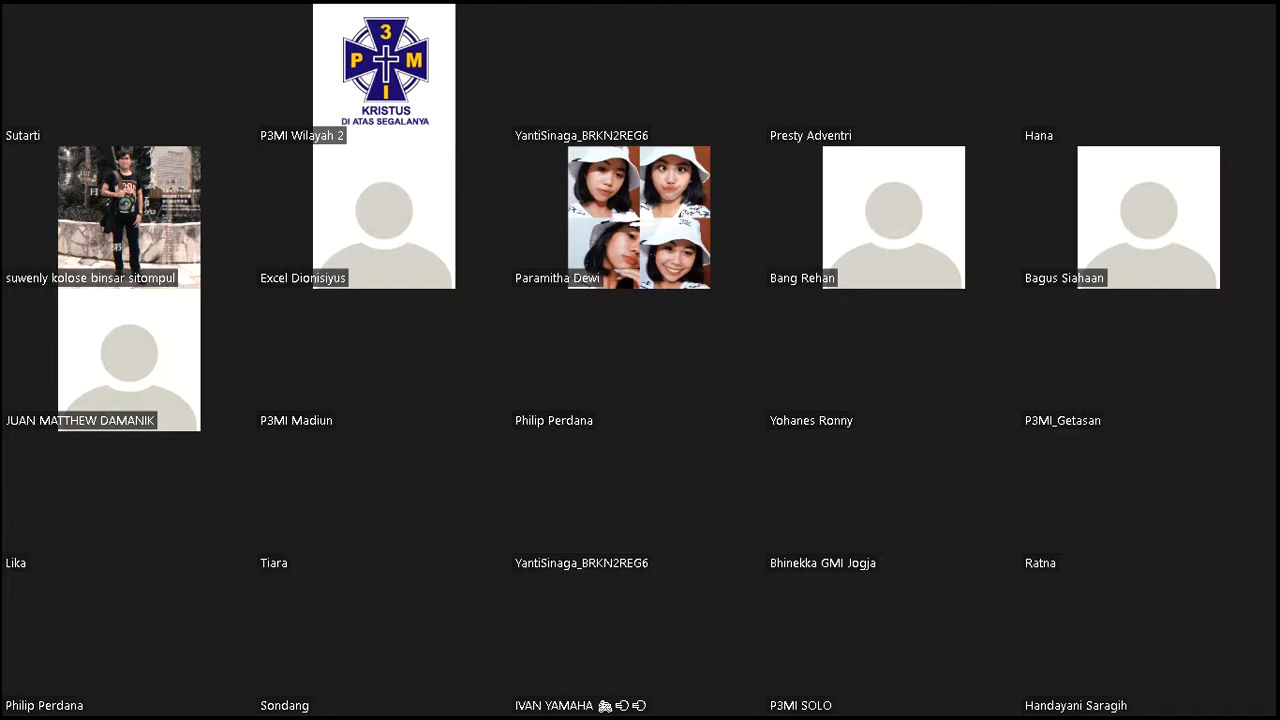 3
P M
I
KRISTUS
DI ATAS SEGALANYA
Sutarti
P3MI Wilayah 2
YantiSinaga_BRKN2REG6
Presty Adventri
Hana
suwenly kolose binsar sitompul
Excel Dionisiyus
Paramitha Dewi
Bang Rehan
Bagus Siahaan
JUAN MATTHEW DAMANIK
P3MI Madiun
Philip Perdana
Yohanes Ronny
P3MI_Getasan
Lika
Tiara
YantiSinaga_BRKN2REG6
Bhinekka GMI Jogja
Ratna
Philip Perdana
Sondang
IVAN YAMAHA 🏍💨💨
P3MI SOLO
Handayani Saragih